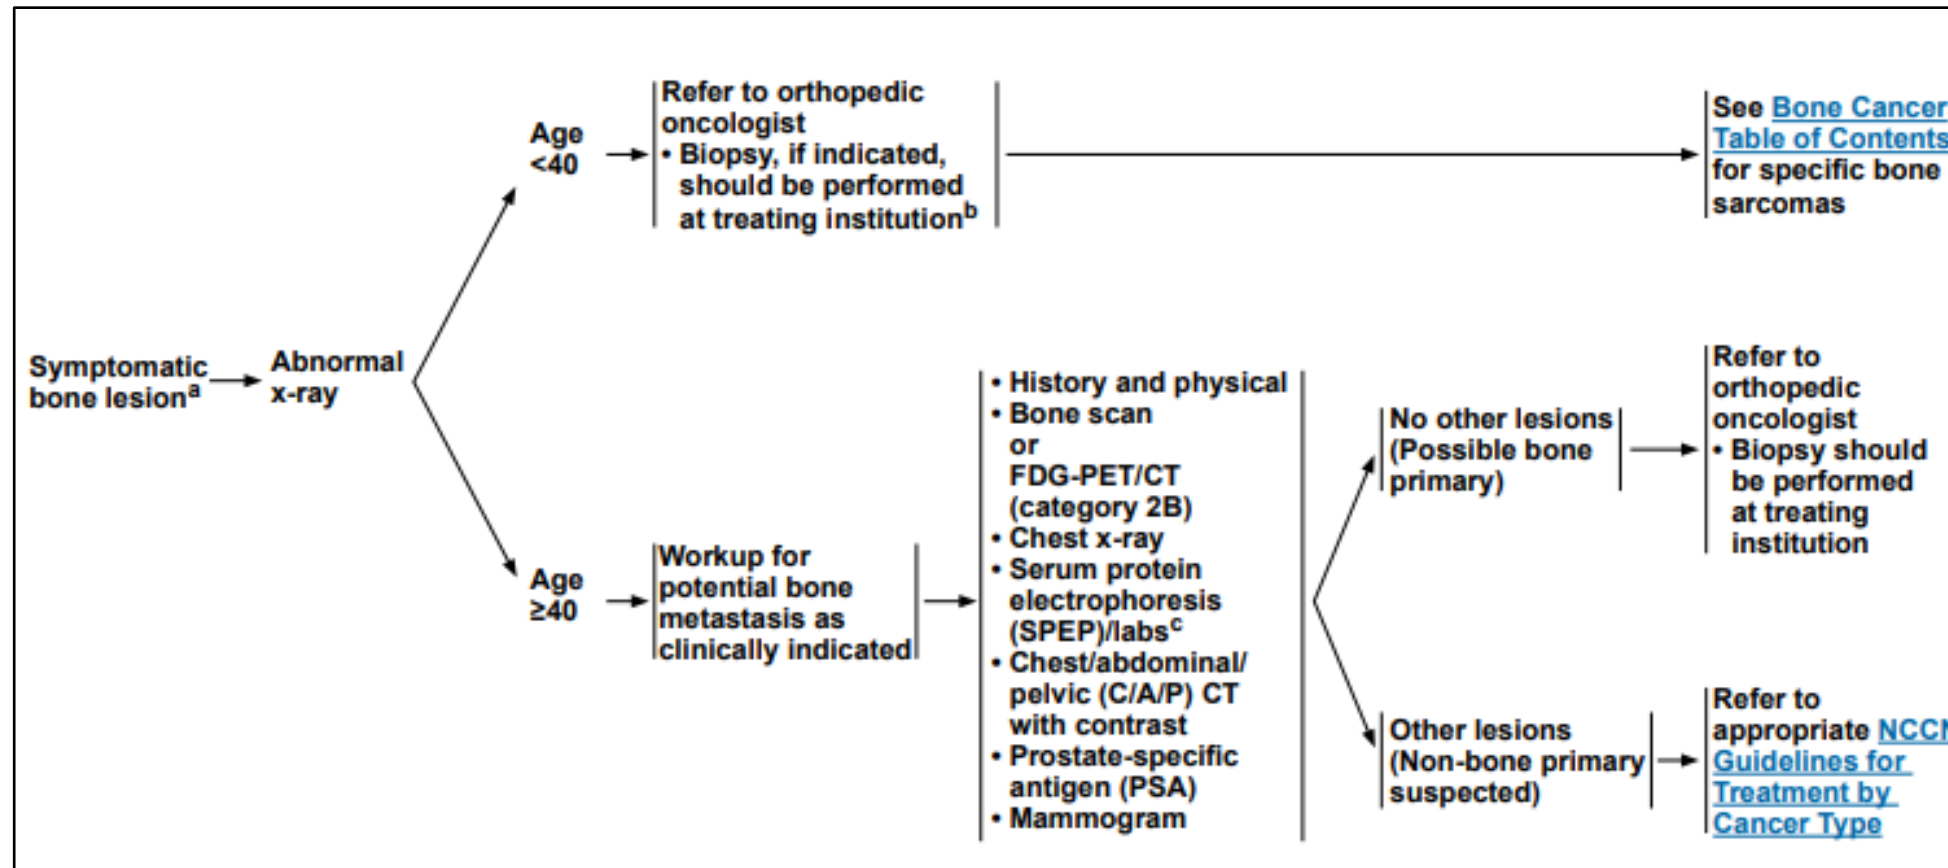 Symptomatic
bone lesionᵃ
Abnormal
x-ray
Age
<40
Refer to orthopedic
oncologist
• Biopsy, if indicated,
should be performed
at treating institutionᵇ
See Bone Cancer
Table of Contents
for specific bone
sarcomas
Age
≥40
Workup for
potential bone
metastasis as
clinically indicated
• History and physical
• Bone scan
or
FDG-PET/CT
(category 2B)
• Chest x-ray
• Serum protein
electrophoresis
(SPEP)/labsᶜ
• Chest/abdominal/
pelvic (C/A/P) CT
with contrast
• Prostate-specific
antigen (PSA)
• Mammogram
No other lesions
(Possible bone
primary)
Refer to
orthopedic
oncologist
• Biopsy should
be performed
at treating
institution
Other lesions
(Non-bone primary
suspected)
Refer to
appropriate NCCN
Guidelines for
Treatment by
Cancer Type